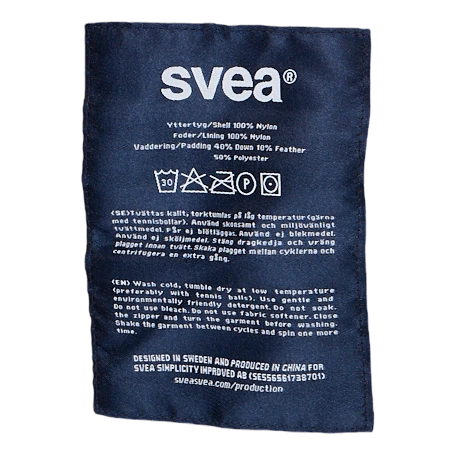 svea®
Yttertyg/Shell 100% Nylon
Foder/Lining 100% Nylon
Vaddering/Padding 40% Down 10% Feather
50% Polyester
30
P
(SE)Tvättas kallt, torktumlas på låg temperatur (gärna
med tennisbollar). Använd skonsamt och miljövänligt
tvättmedel. Får ej blötläggas. Använd ej blekmedel.
Använd ej sköljmedel. Stäng dragkedja och vräng
plagget innan tvätt. Skaka plagget mellan cyklerna och
centrifugera en extra gång.
(EN) Wash cold, tumble dry at low temperature
(preferably with tennis balls). Use gentle and
environmentally friendly detergent. Do not soak.
Do not use bleach. Do not use fabric softener. Close
the zipper and turn the garment before washing.
Shake the garment between cycles and spin one more
time.
DESIGNED IN SWEDEN AND PRODUCED IN CHINA FOR
SVEA SIMPLICITY IMPROVED AB (SE556561738701)
sveasvea.com/production